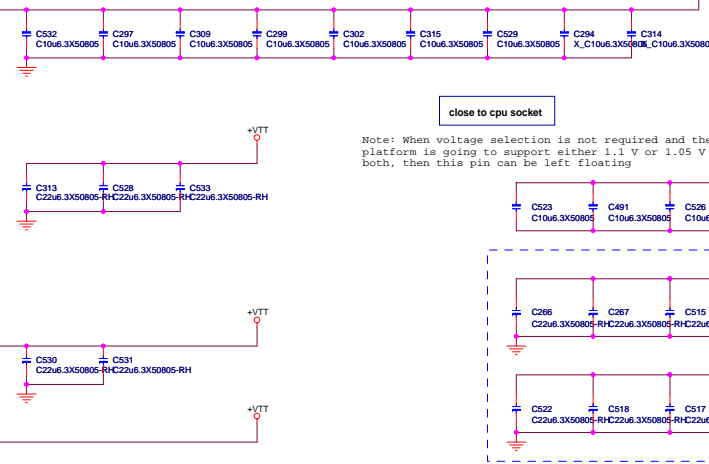 C532 C297 C309 C299 C302 C315 C529 C294 C314
C10u6.3X50805 C10u6.3X50805 C10u6.3X50805 C10u6.3X50805 C10u6.3X50805 C10u6.3X50805 C10u6.3X50805 X_C10u6.3X50805 X_C10u6.3X5080
close to cpu socket
+VTT
Note: When voltage selection is not required and the
platform is going to support either 1.1 V or 1.05 V
both, then this pin can be left floating
C313 C528 C533
C22u6.3X50805-RH C22u6.3X50805-RH C22u6.3X50805-RH
C523 C491 C526
C10u6.3X50805 C10u6.3X50805 C10u6
+VTT
C266 C267 C515
C22u6.3X50805-RH C22u6.3X50805-RH C22u6
C530 C531
C22u6.3X50805-RH C22u6.3X50805-RH
+VTT
C522 C518 C517
C22u6.3X50805-RH C22u6.3X50805-RH C22u6